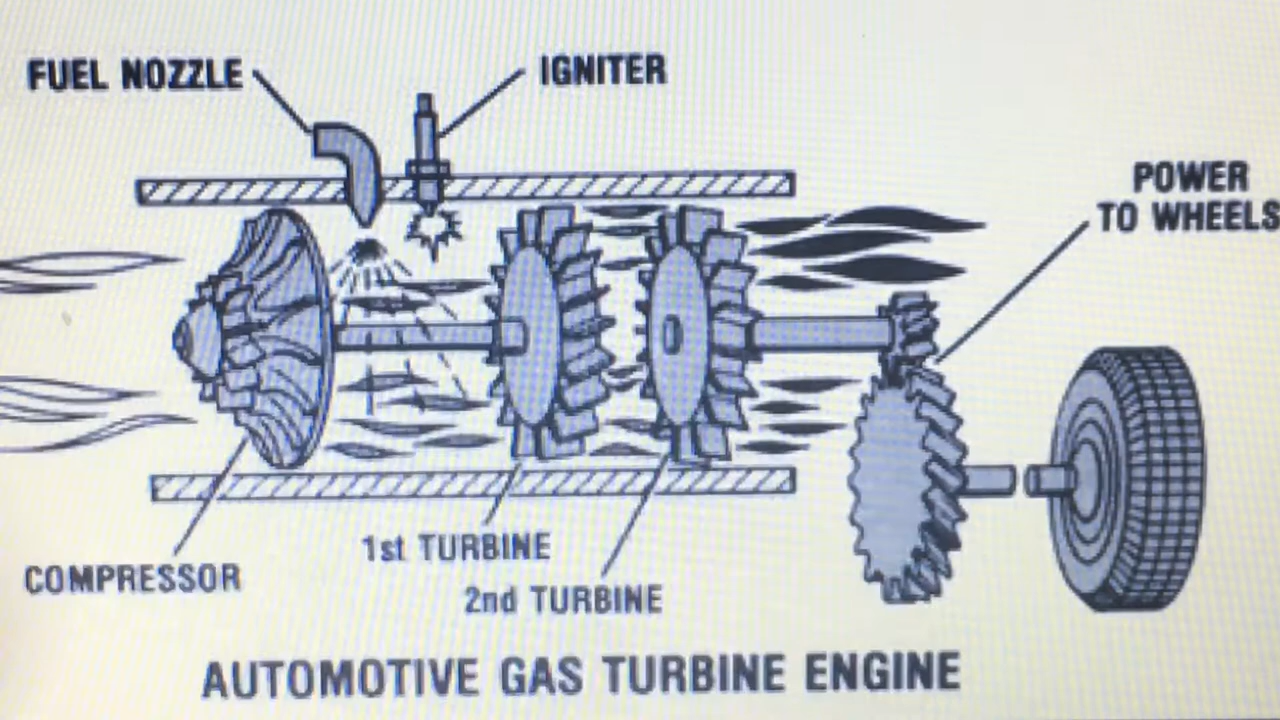 FUEL NOZZLE
IGNITER
POWER
TO WHEELS
COMPRESSOR
1st TURBINE
2nd TURBINE
AUTOMOTIVE GAS TURBINE ENGINE